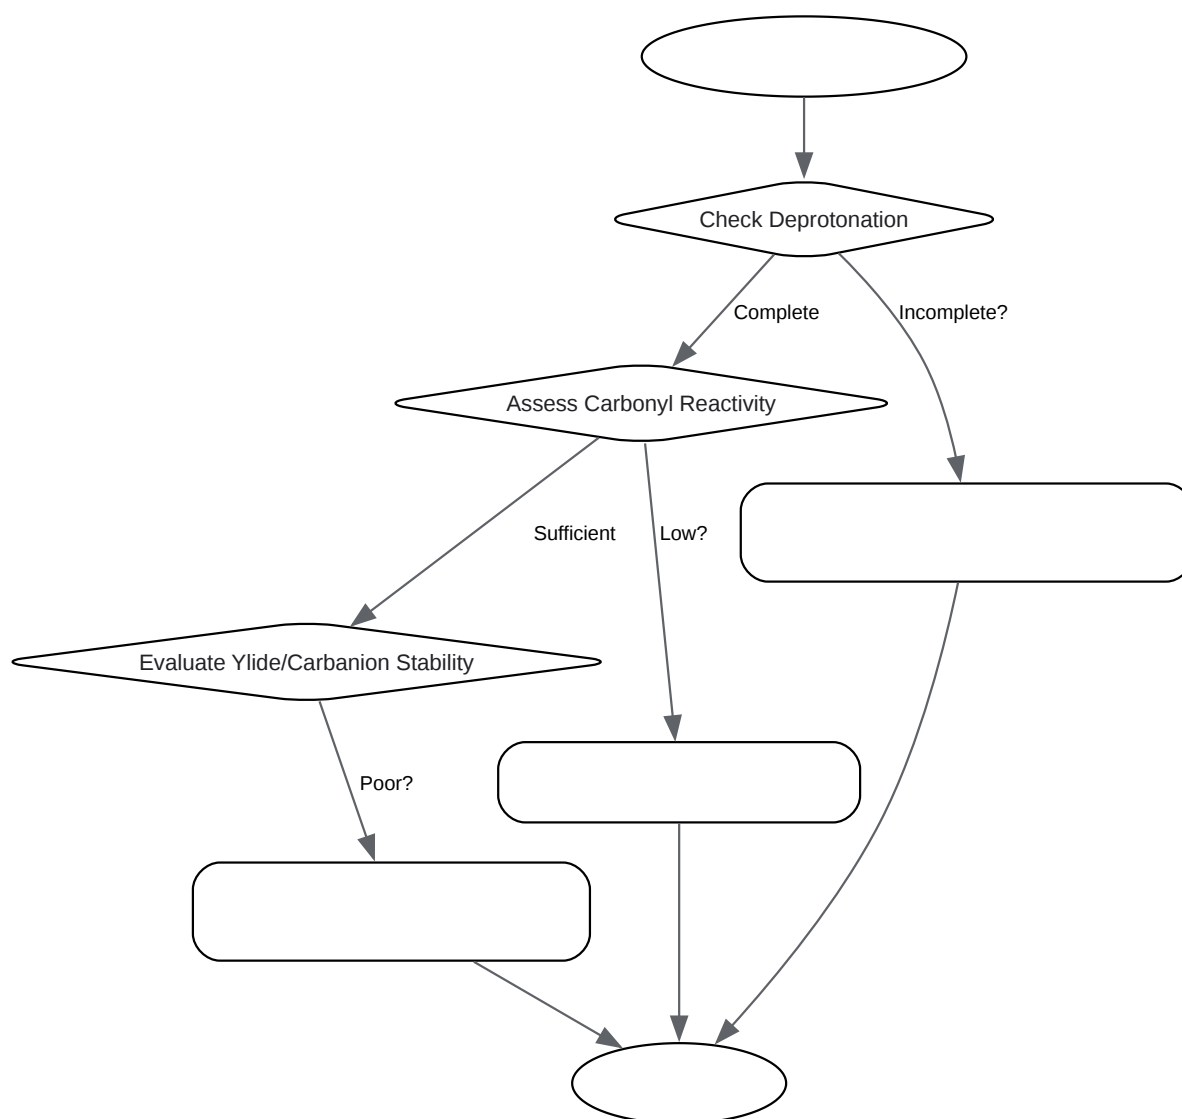 Check Deprotonation
Complete
Incomplete?
Assess Carbonyl Reactivity
Sufficient
Low?
Evaluate Ylide/Carbanion Stability
Poor?